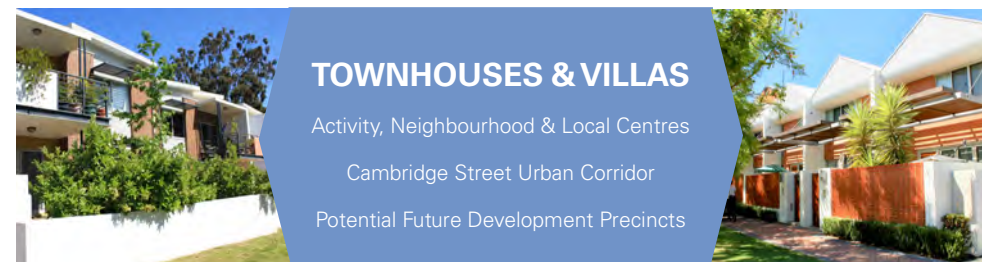 TOWNHOUSES & VILLAS
Activity, Neighbourhood & Local Centres
Cambridge Street Urban Corridor
Potential Future Development Precincts